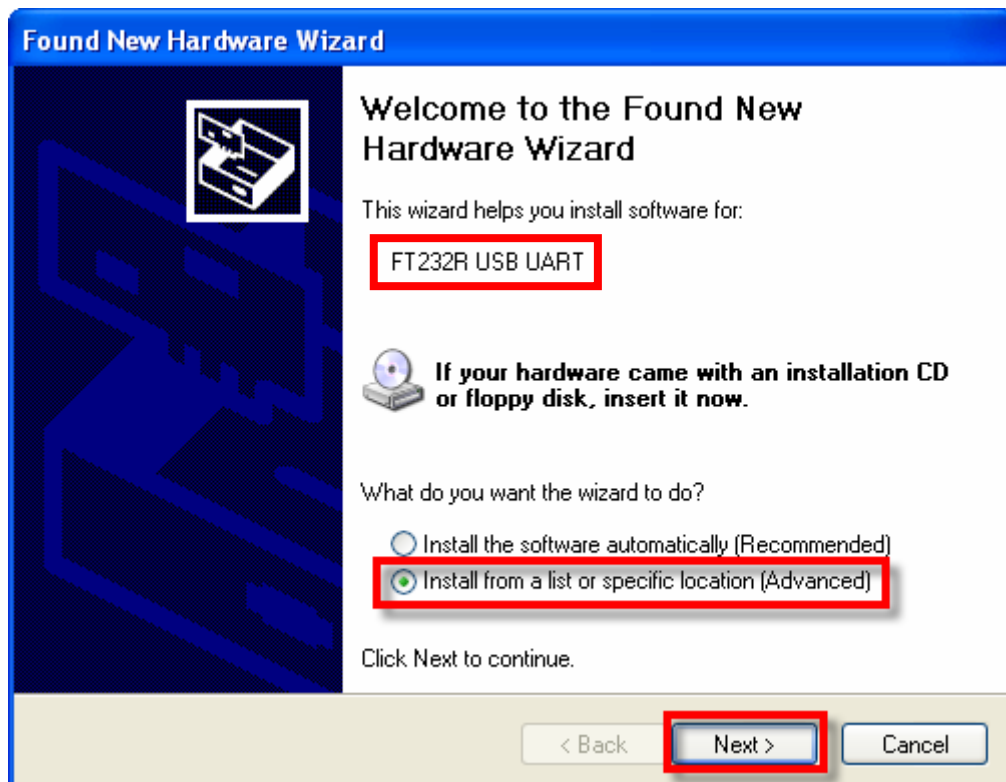 Found New Hardware Wizard
Welcome to the Found New
Hardware Wizard
This wizard helps you install software for:
FT232R USB UART
If your hardware came with an installation CD
or floppy disk, insert it now.
What do you want the wizard to do?
Install the software automatically (Recommended)
Install from a list or specific location (Advanced)
Click Next to continue.
< Back Next > Cancel